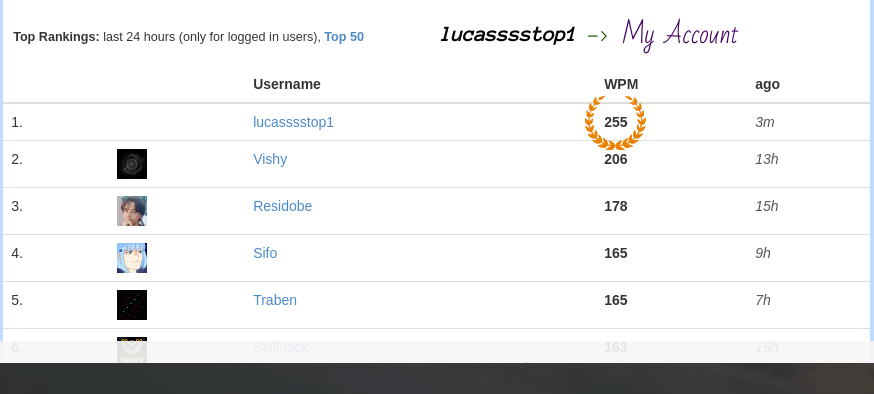 Top Rankings: last 24 hours (only for logged in users), Top 50 lucasssstop1 -> My Account
Username WPM ago
1. lucasssstop1 255 3m
2. Vishy 206 13h
3. Residobe 178 15h
4. Sifo 165 9h
5. Traben 165 7h
6. Skillhack 163 18h